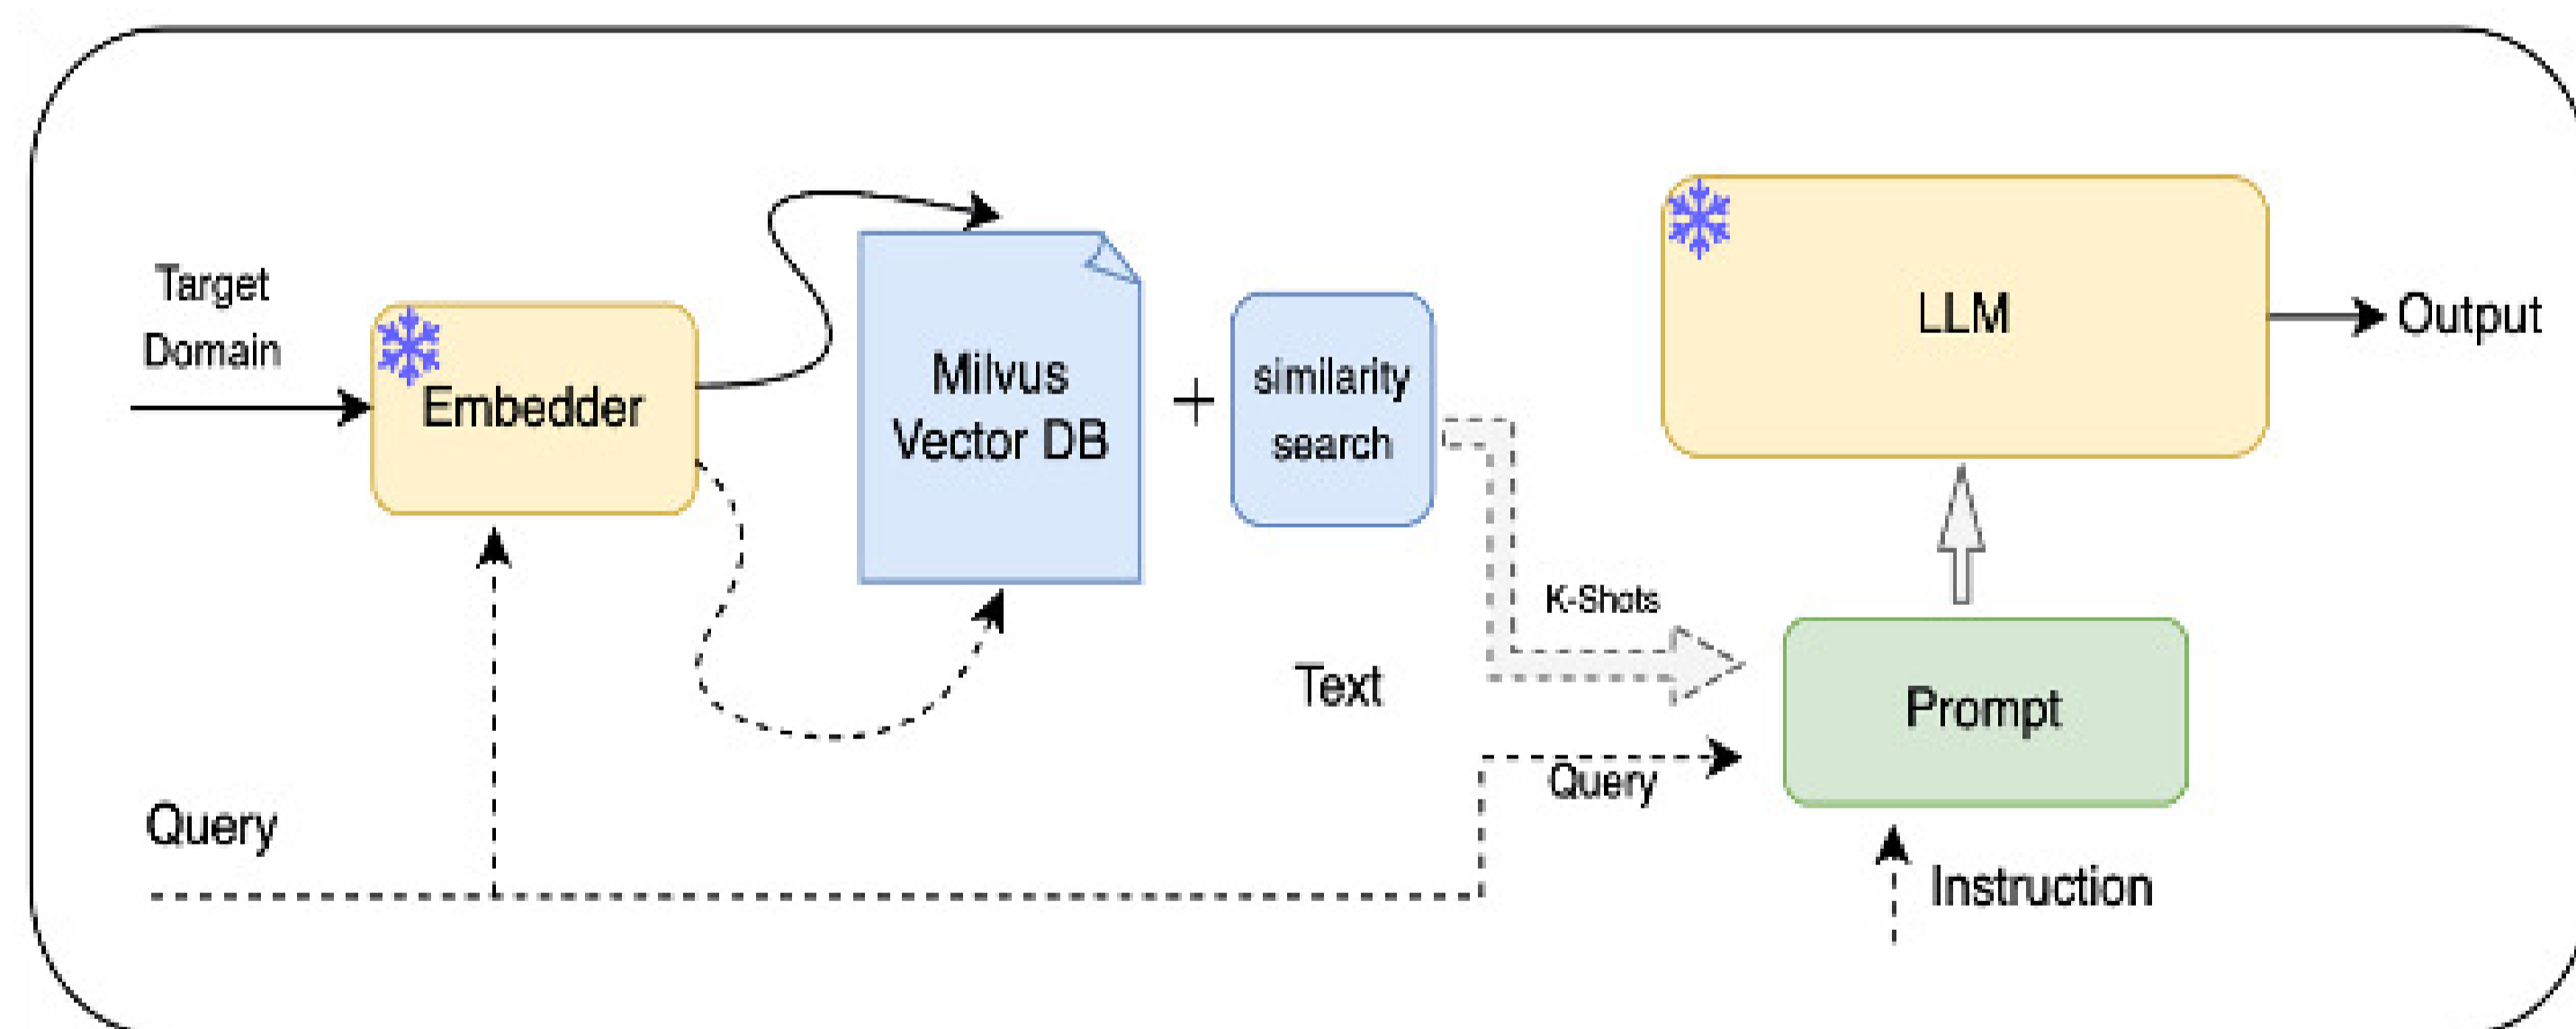 Target
Domain
Embedder
Milvus
Vector DB
+
similarity
search
LLM
Output
K-Shots
Text
Prompt
Query
Query
Instruction